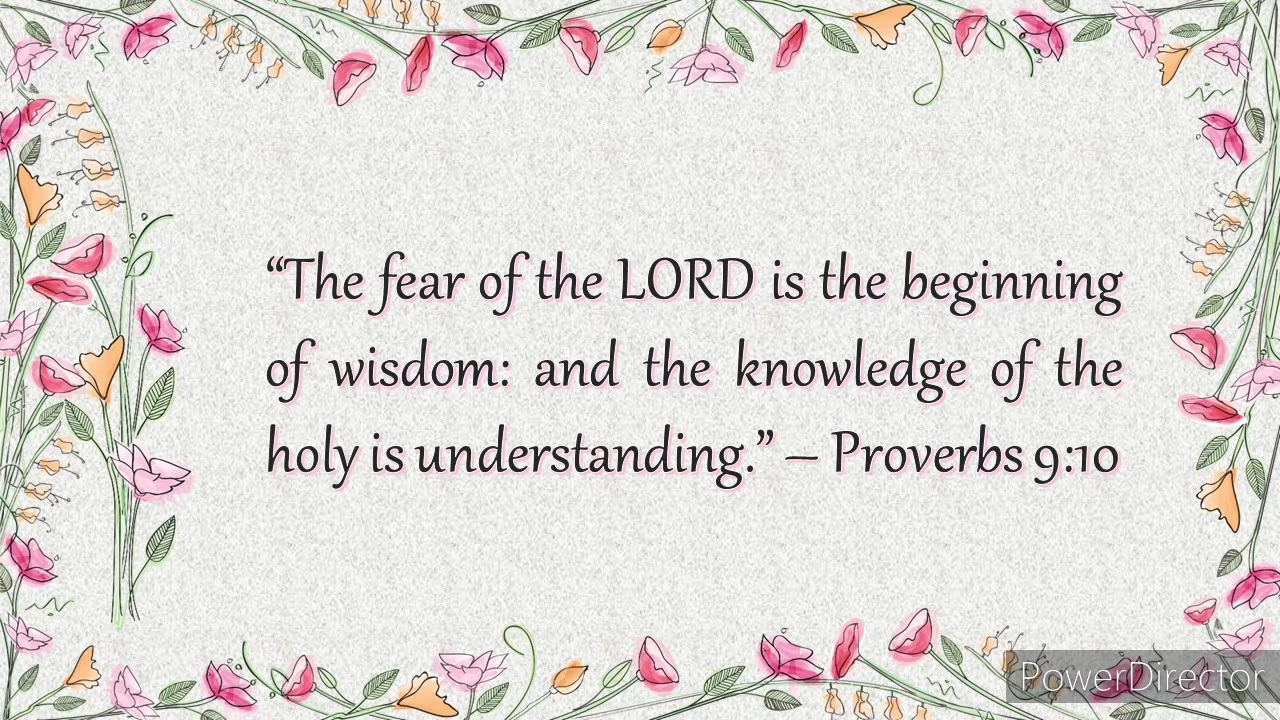 “The fear of the LORD is the beginning
of wisdom: and the knowledge of the
holy is understanding.” – Proverbs 9:10
PowerDirector